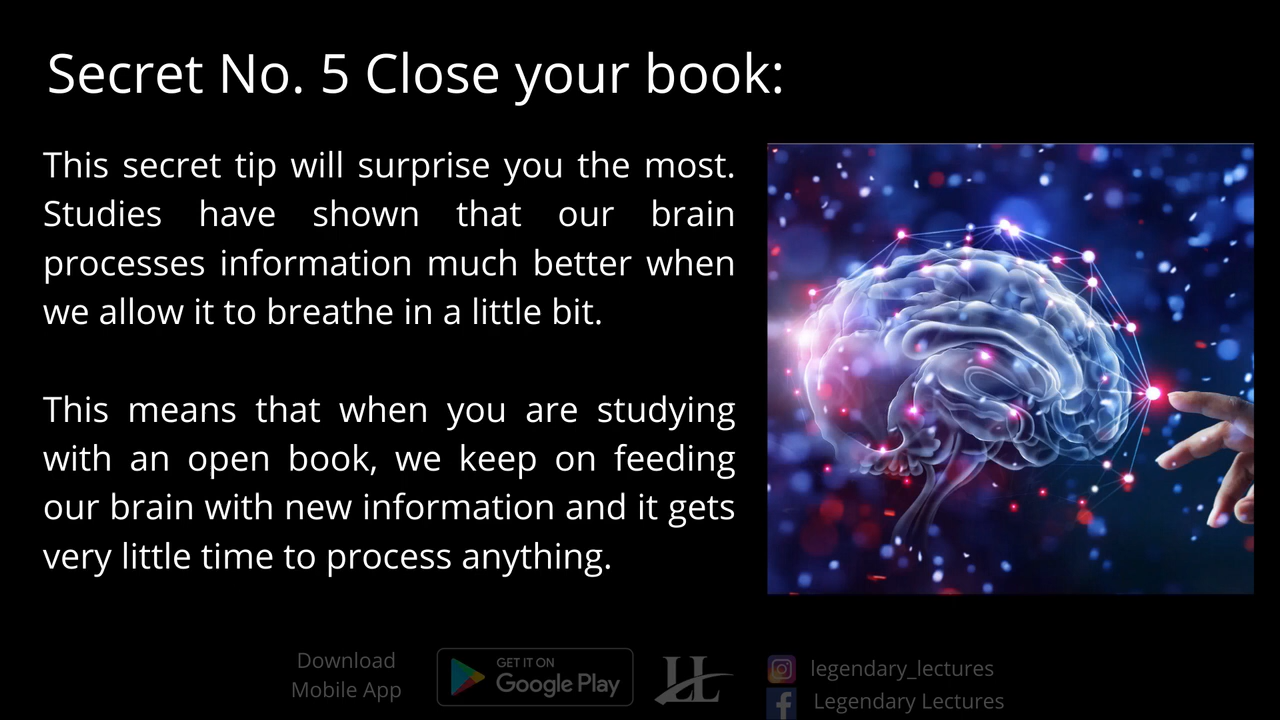 Secret No. 5 Close your book:
This secret tip will surprise you the most.
Studies have shown that our brain
processes information much better when
we allow it to breathe in a little bit.
This means that when you are studying
with an open book, we keep on feeding
our brain with new information and it gets
very little time to process anything.
Download
Mobile App
GET IT ON
Google Play
LL
legendary_lectures
Legendary Lectures